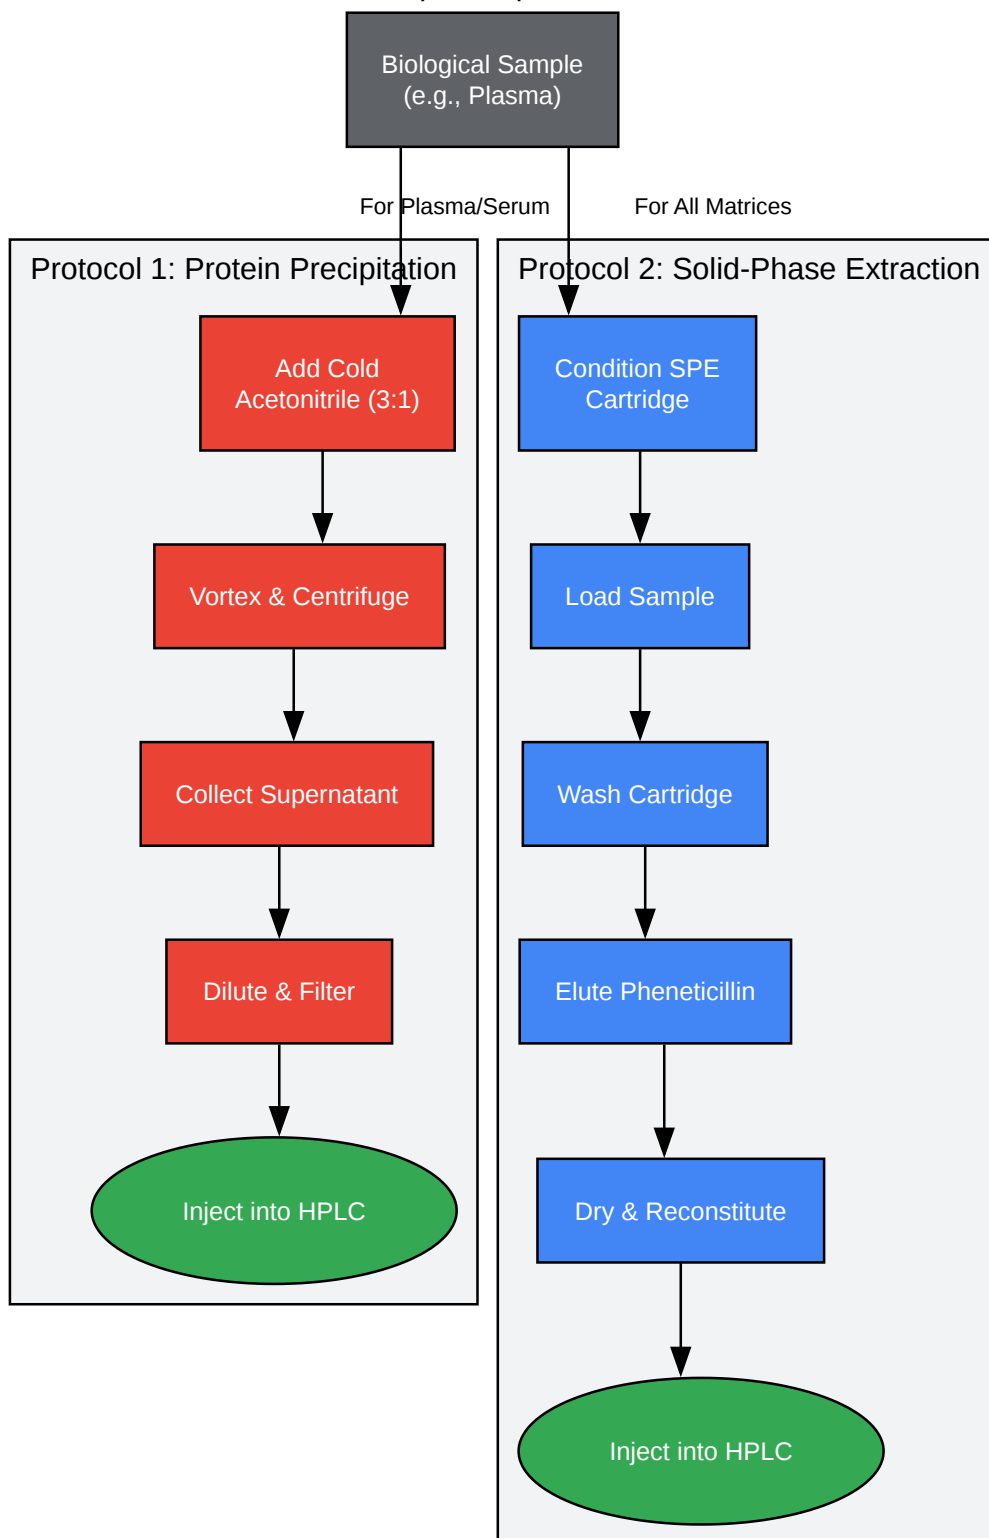 Biological Sample
(e.g., Plasma)
For Plasma/Serum
For All Matrices
Protocol 1: Protein Precipitation
Add Cold
Acetonitrile (3:1)
Vortex & Centrifuge
Collect Supernatant
Dilute & Filter
Inject into HPLC
Protocol 2: Solid-Phase Extraction
Condition SPE
Cartridge
Load Sample
Wash Cartridge
Elute Pheneticillin
Dry & Reconstitute
Inject into HPLC